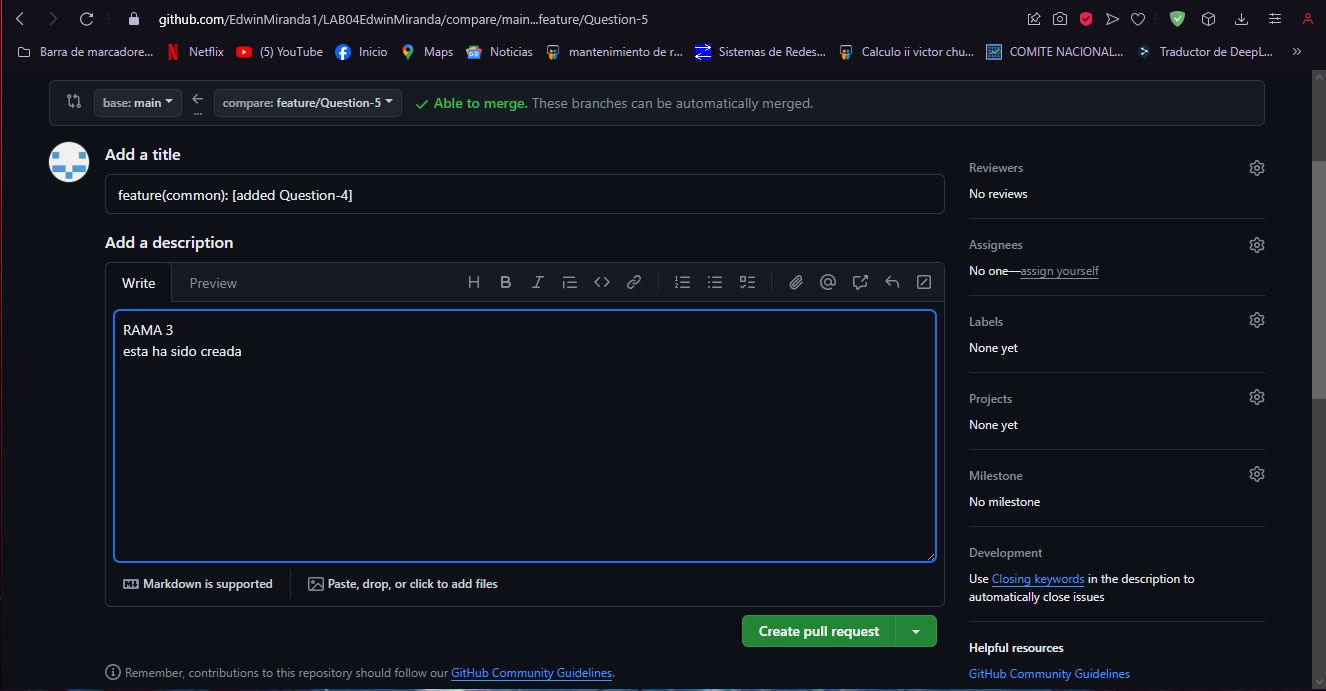 github.com/EdwinMiranda1/LAB04EdwinMiranda/compare/main...feature/Question-5
Barra de marcadore... Netflix (5) YouTube Inicio Maps Noticias mantenimiento de r... Sistemas de Redes... Calculo ii victor chu... COMITE NACIONAL... Traductor de DeepL... »
base: main compare: feature/Question-5 Able to merge. These branches can be automatically merged.
...
Add a title
feature(common): [added Question-4]
Add a description
Write Preview
RAMA 3
esta ha sido creada
Markdown is supported Paste, drop, or click to add files
Create pull request
Remember, contributions to this repository should follow our GitHub Community Guidelines.
Reviewers
No reviews
Assignees
No one—assign yourself
Labels
None yet
Projects
None yet
Milestone
No milestone
Development
Use Closing keywords in the description to
automatically close issues
Helpful resources
GitHub Community Guidelines